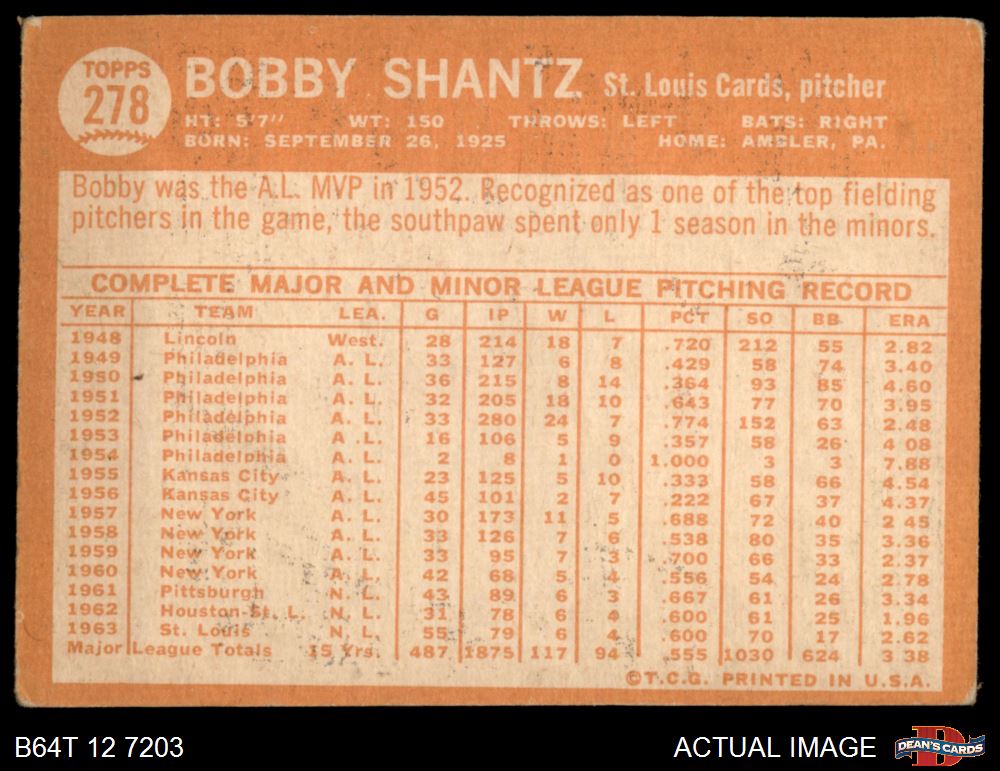 TOPPS
278
BOBBY SHANTZ St. Louis Cards, pitcher
HT: 5'7" WT: 150 THROWS: LEFT BATS: RIGHT
BORN: SEPTEMBER 26, 1925 HOME: AMBLER, PA.
Bobby was the A.L. MVP in 1952. Recognized as one of the top fielding
pitchers in the game, the southpaw spent only 1 season in the minors.
COMPLETE MAJOR AND MINOR LEAGUE PITCHING RECORD
YEAR TEAM LEA. G IP W L PCT SO BB ERA
1948 Lincoln West. 28 214 18 7 .720 212 55 2.82
1949 Philadelphia A. L. 33 127 6 8 .429 58 74 3.40
1950 Philadelphia A. L. 36 215 8 14 .364 93 85 4.60
1951 Philadelphia A. L. 32 205 18 10 .643 77 70 3.95
1952 Philadelphia A. L. 33 280 24 7 .774 152 63 2.48
1953 Philadelphia A .L. 16 106 5 9 .357 58 26 4.08
1954 Philadelphia A. L. 2 8 1 0 1.000 3 3 7.88
1955 Kansas City A. L. 23 125 5 10 .333 58 66 4.54
1956 Kansas City A. L. 45 101 2 7 .222 67 37 4.37
1957 New York A. L. 30 173 11 5 .688 72 40 2.45
1958 New York A. L. 33 126 7 6 .538 80 35 3.36
1959 New York A. L. 33 95 7 3 .700 66 33 2.37
1960 New York A. L. 42 68 5 4 .556 54 24 2.78
1961 Pittsburgh N. L. 43 89 6 3 .667 61 26 3.34
1962 Houston-St. L. N. L. 31 78 6 4 .600 61 25 1.96
1963 St. Louis N. L. 55 79 6 4 .600 70 17 2.62
Major League Totals 15 Yrs. 487 1875 117 94 .555 1030 624 3.38
©T.C.G. PRINTED IN U.S.A.
B64T 12 7203 ACTUAL IMAGE DEAN'S CARDS